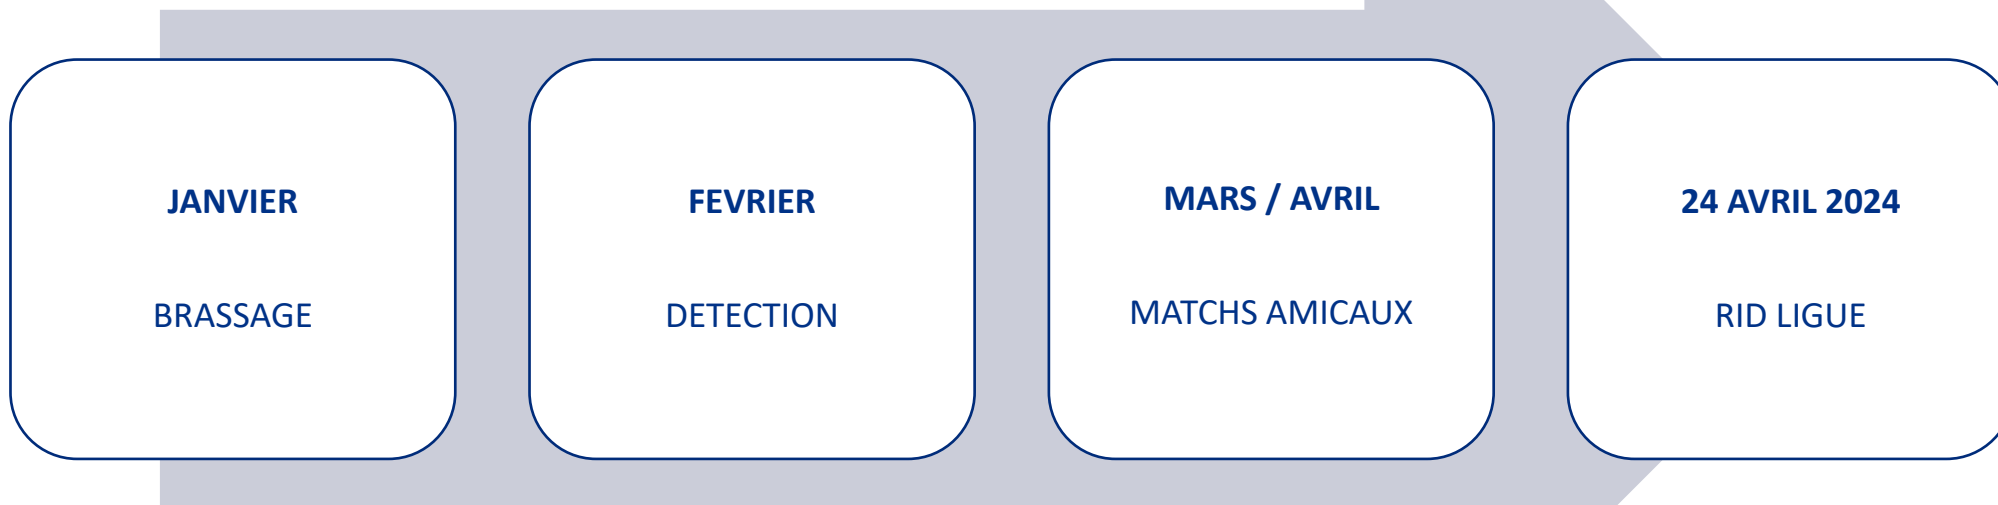 JANVIER
BRASSAGE
FEVRIER
DETECTION
MARS / AVRIL
MATCHS AMICAUX
24 AVRIL 2024
RID LIGUE